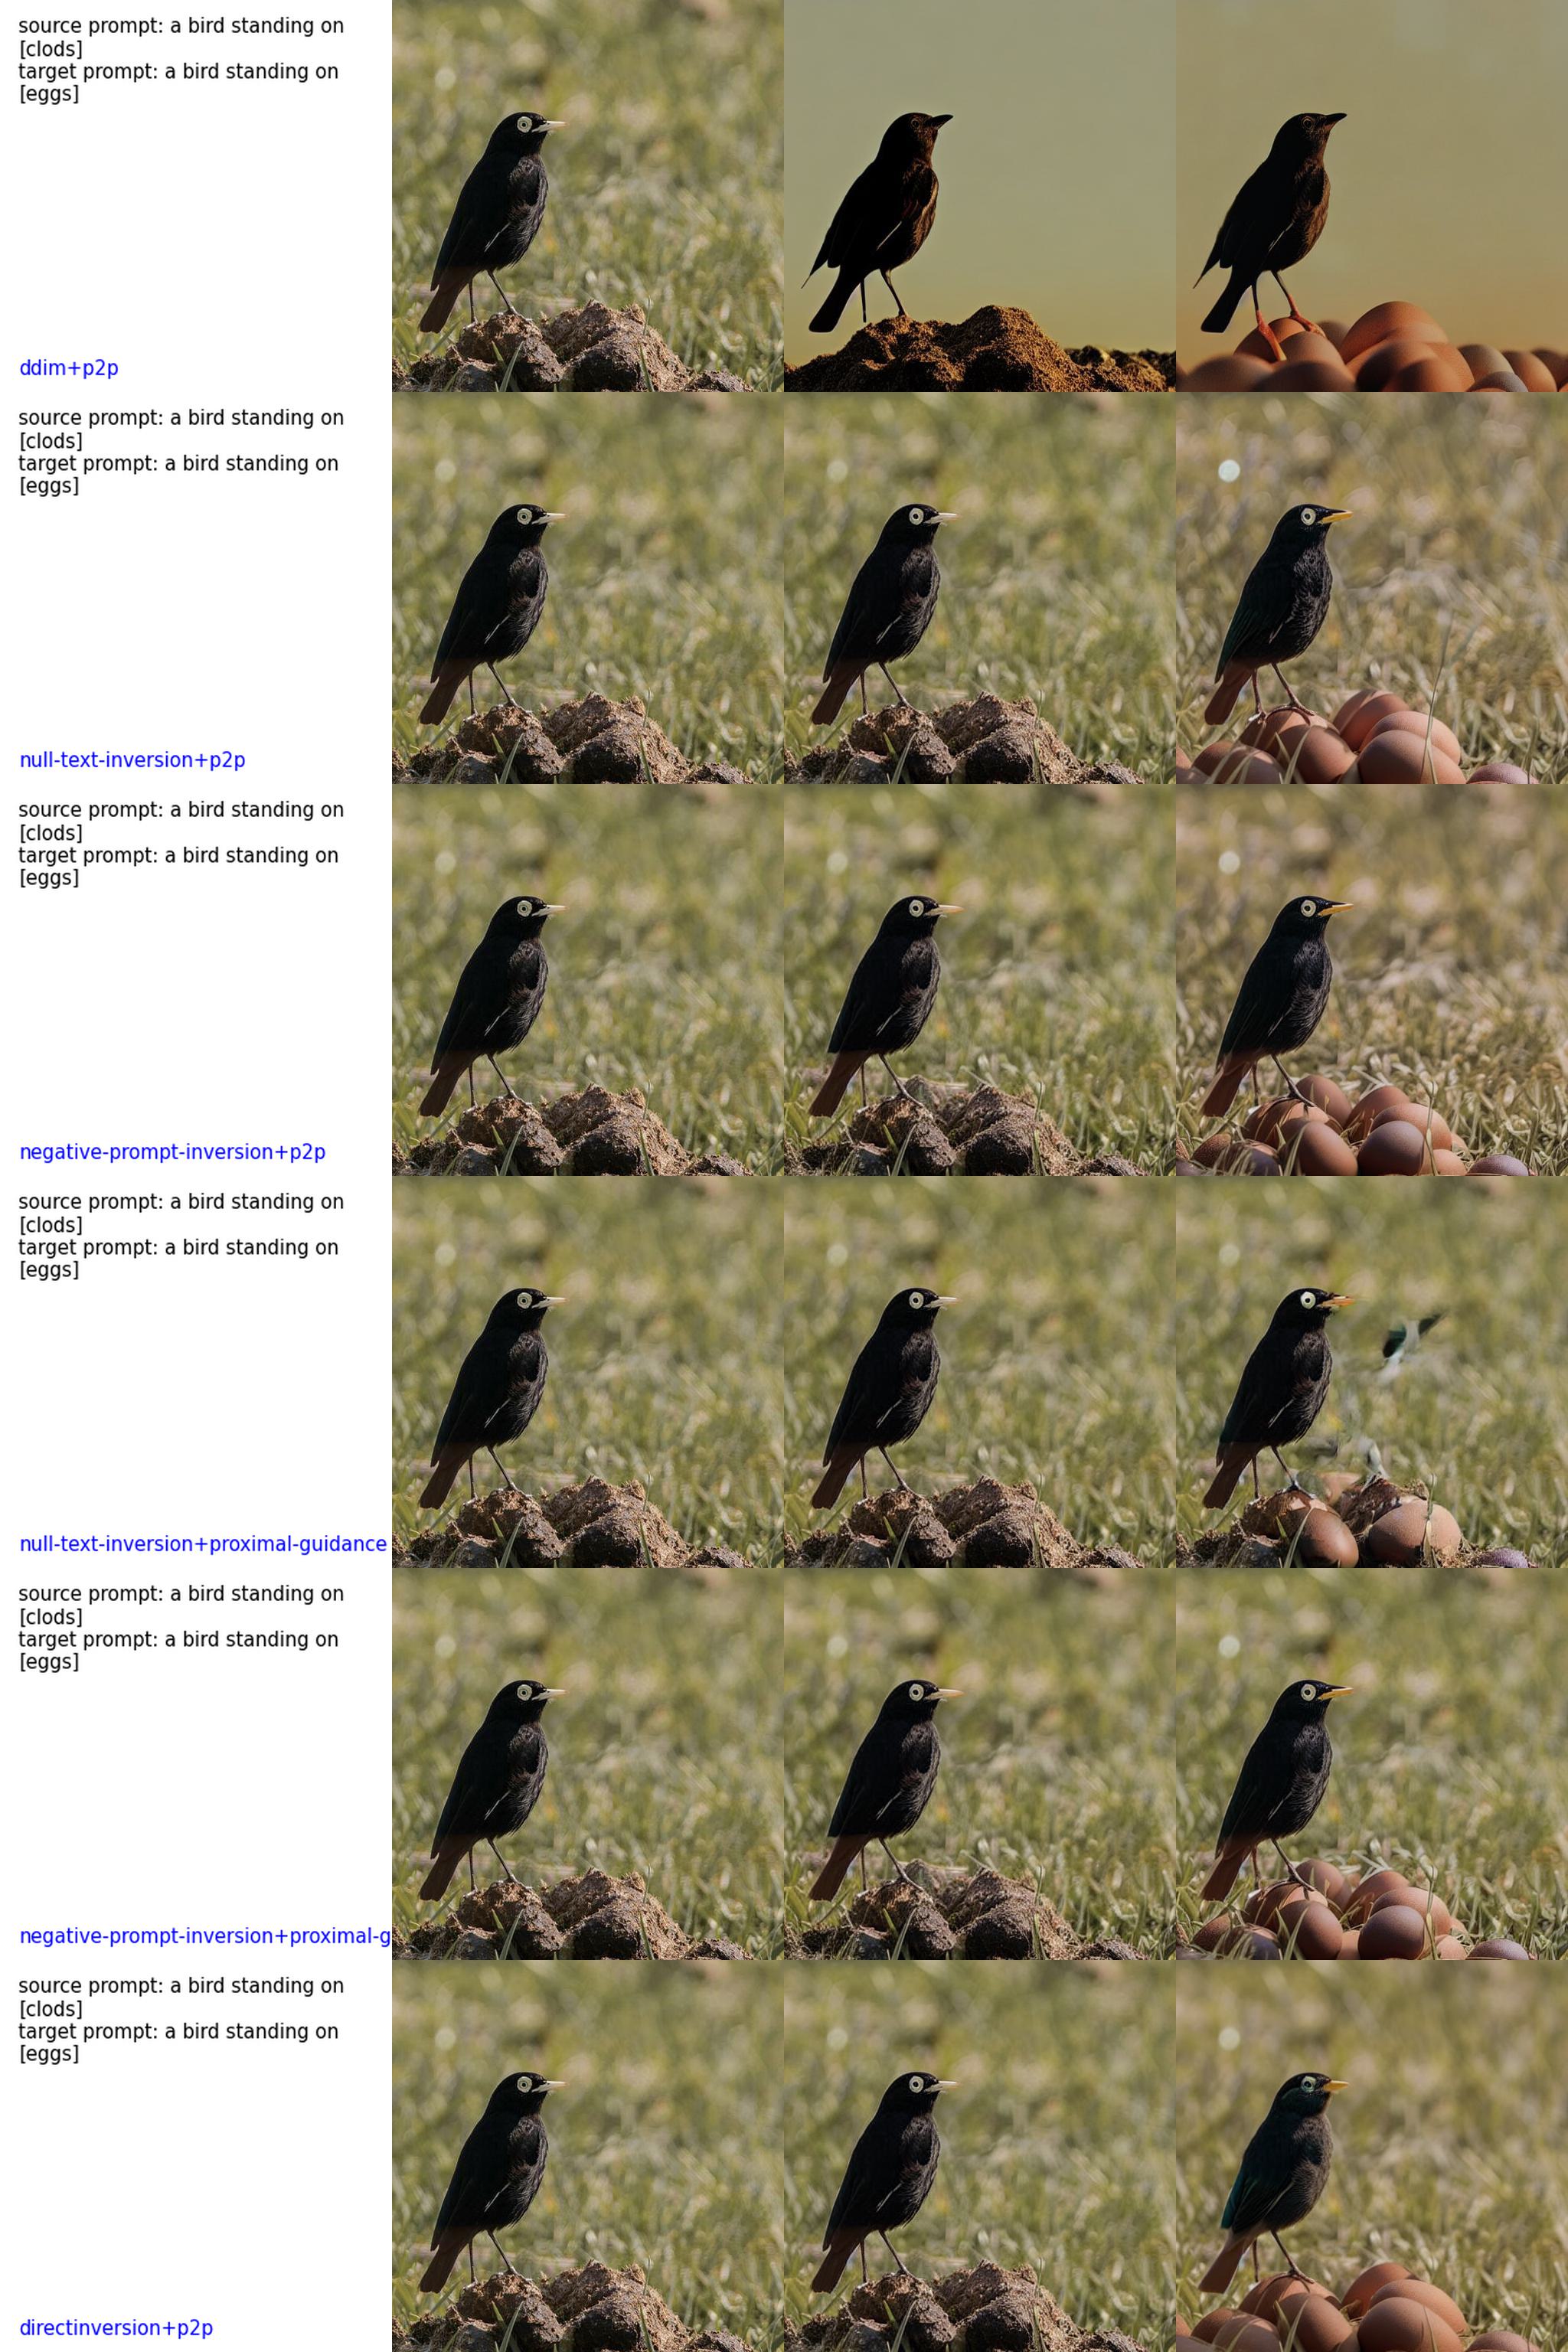 source prompt: a bird standing on
[clods]
target prompt: a bird standing on
[eggs]
ddim+p2p
source prompt: a bird standing on
[clods]
target prompt: a bird standing on
[eggs]
null-text-inversion+p2p
source prompt: a bird standing on
[clods]
target prompt: a bird standing on
[eggs]
negative-prompt-inversion+p2p
source prompt: a bird standing on
[clods]
target prompt: a bird standing on
[eggs]
null-text-inversion+proximal-guidance
source prompt: a bird standing on
[clods]
target prompt: a bird standing on
[eggs]
negative-prompt-inversion+proximal-g
source prompt: a bird standing on
[clods]
target prompt: a bird standing on
[eggs]
directinversion+p2p